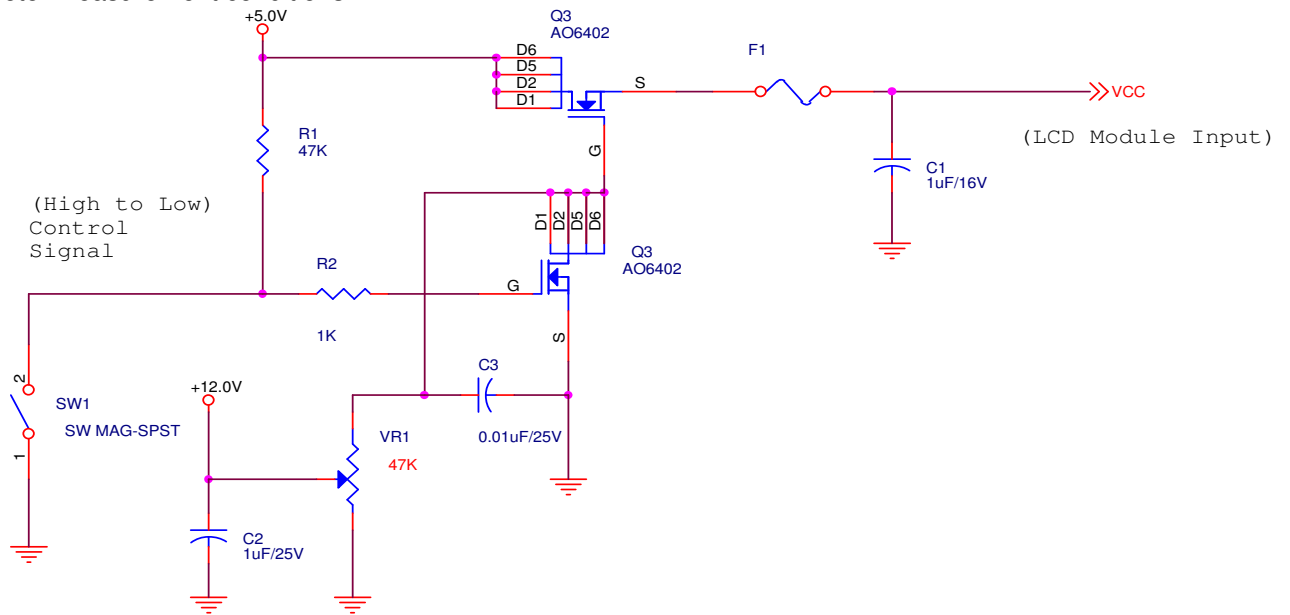 +5.0V
Q3
AO6402
F1
D6
D5
D2
D1
S
VCC
(LCD Module Input)
R1
47K
G
C1
1uF/16V
(High to Low)
Control
Signal
D1
D2
D5
D6
Q3
AO6402
R2
G
1K
S
C3
2
+12.0V
SW1
SW MAG-SPST
VR1
0.01uF/25V
47K
1
C2
1uF/25V